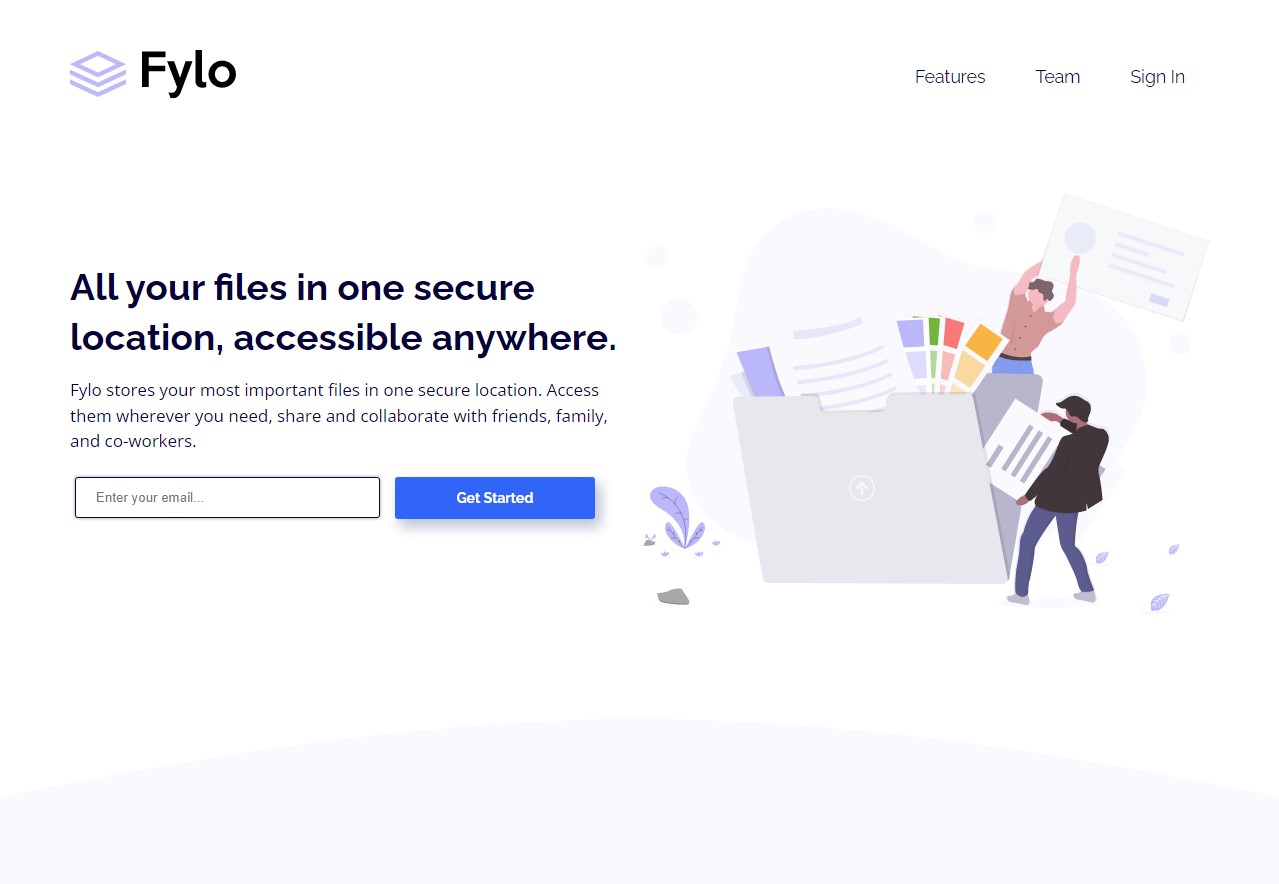 Fylo
Features
Team
Sign In
All your files in one secure
location, accessible anywhere.
Fylo stores your most important files in one secure location. Access
them wherever you need, share and collaborate with friends, family,
and co-workers.
Enter your email...
Get Started